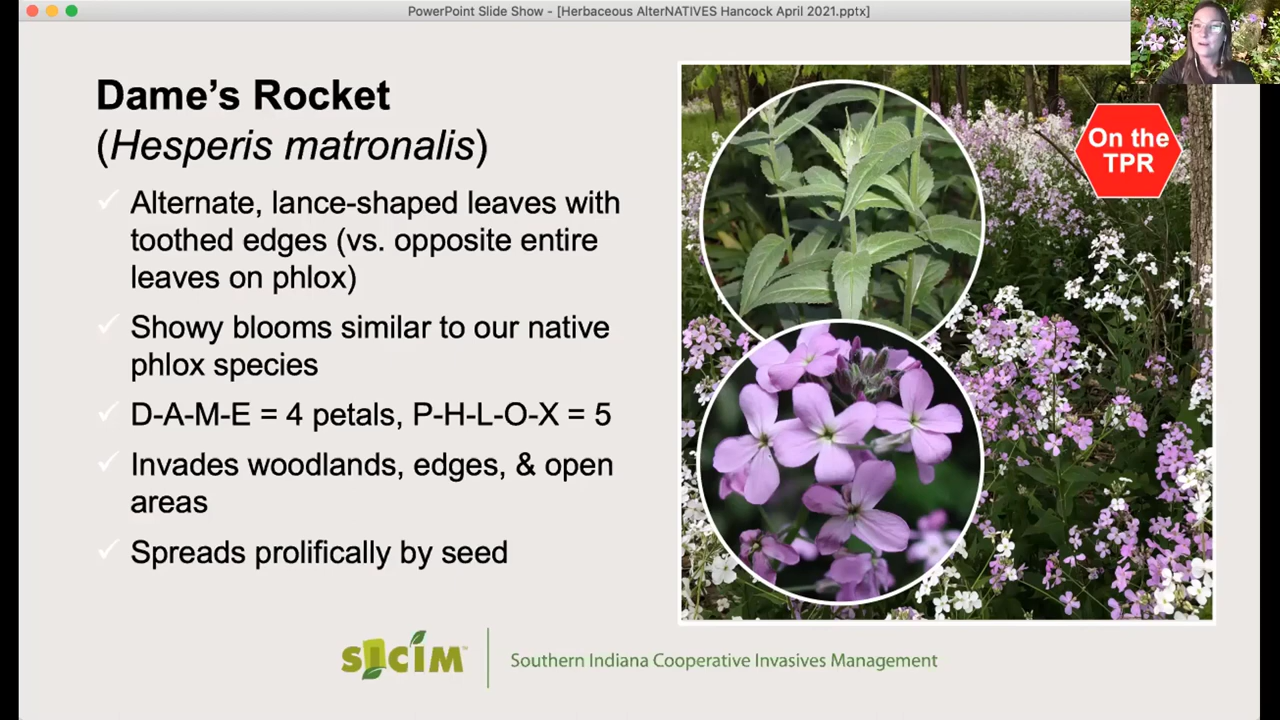 PowerPoint Slide Show - [Herbaceous AlterNATIVES Hancock April 2021.pptx]
Dame’s Rocket
(Hesperis matronalis)
Alternate, lance-shaped leaves with
toothed edges (vs. opposite entire
leaves on phlox)
Showy blooms similar to our native
phlox species
D-A-M-E = 4 petals, P-H-L-O-X = 5
Invades woodlands, edges, & open
areas
Spreads prolifically by seed
On the
TPR
SICIM™
Southern Indiana Cooperative Invasives Management